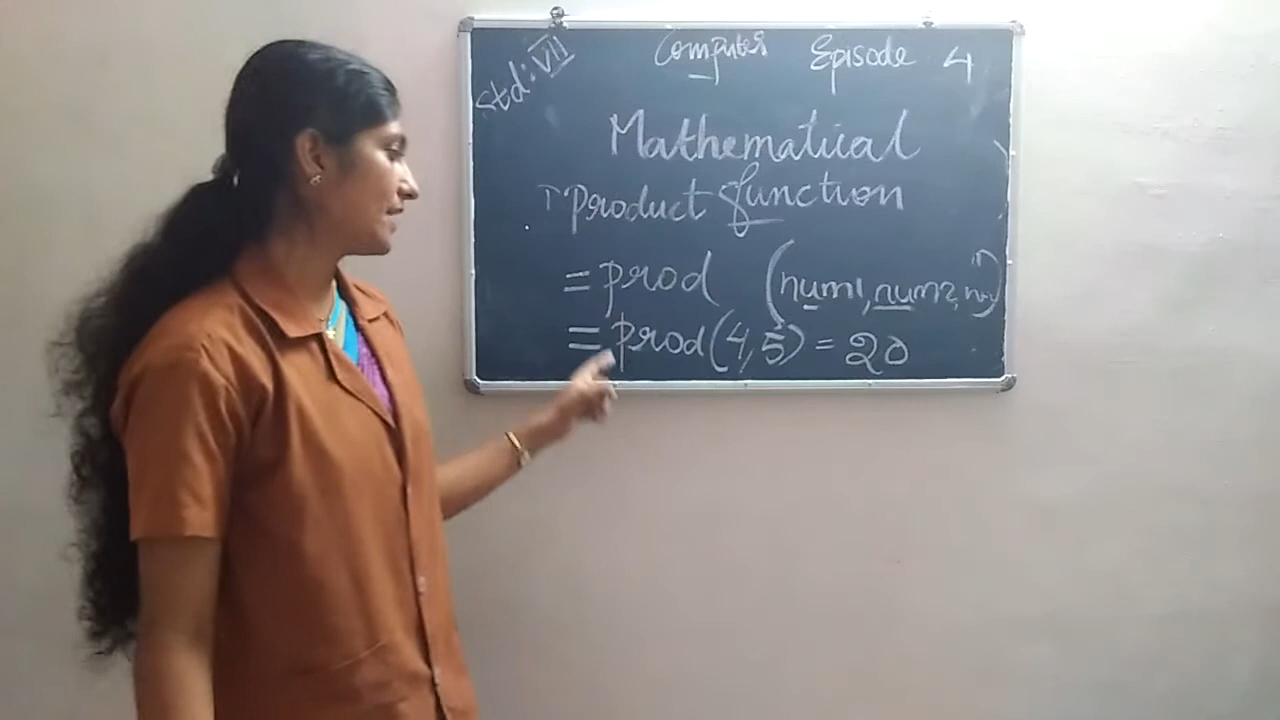 Std: VII
Computer Episode 4
Mathematical
Product function
= prod (num1, num2,
= prod(4,5) = 20